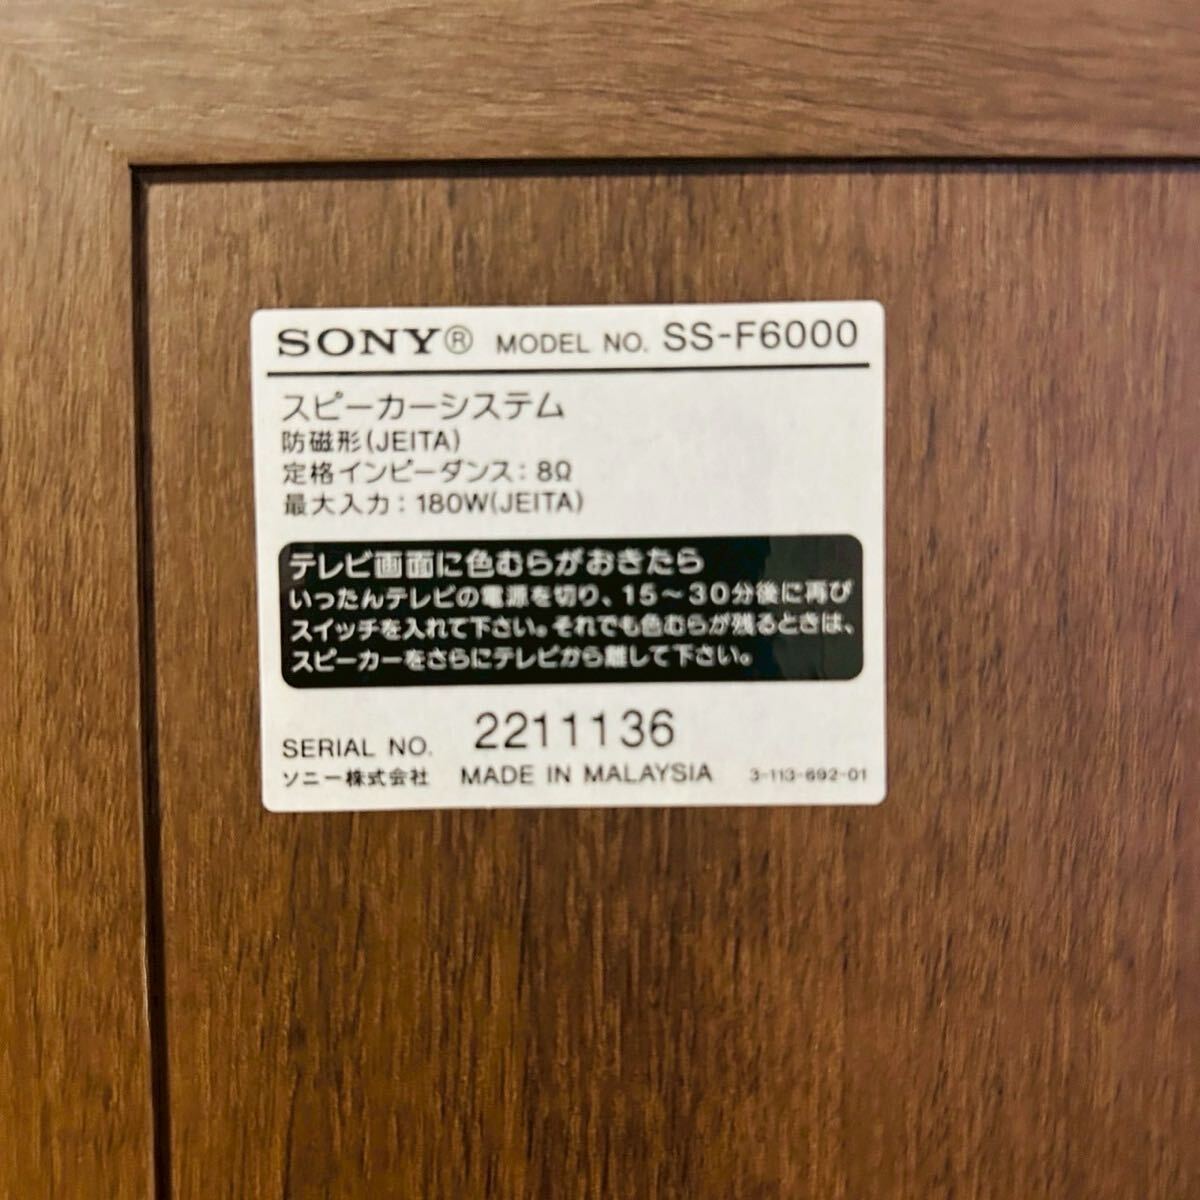 SONY® MODEL NO. SS-F6000
スピーカーシステム
防磁形(JEITA)
定格インピーダンス：8Ω
最大入力：180W(JEITA)
テレビ画面に色むらがおきたら
いったんテレビの電源を切り、15～30分後に再び
スイッチを入れて下さい。それでも色むらが残るときは、
スピーカーをさらにテレビから離して下さい。
SERIAL NO. 2211136
ソニー株式会社 MADE IN MALAYSIA 3-113-692-01